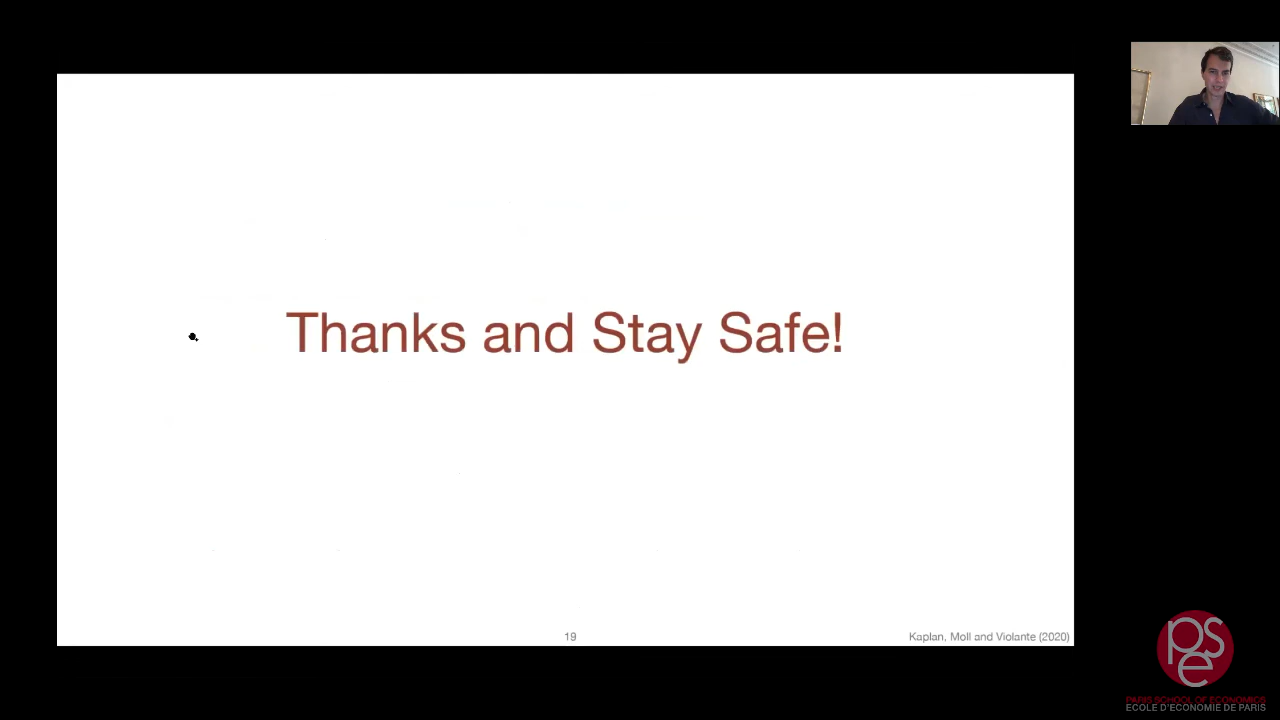 Thanks and Stay Safe!
19
Kaplan, Moll and Violante (2020)
pse
PARIS SCHOOL OF ECONOMICS
ECOLE D'ECONOMIE DE PARIS